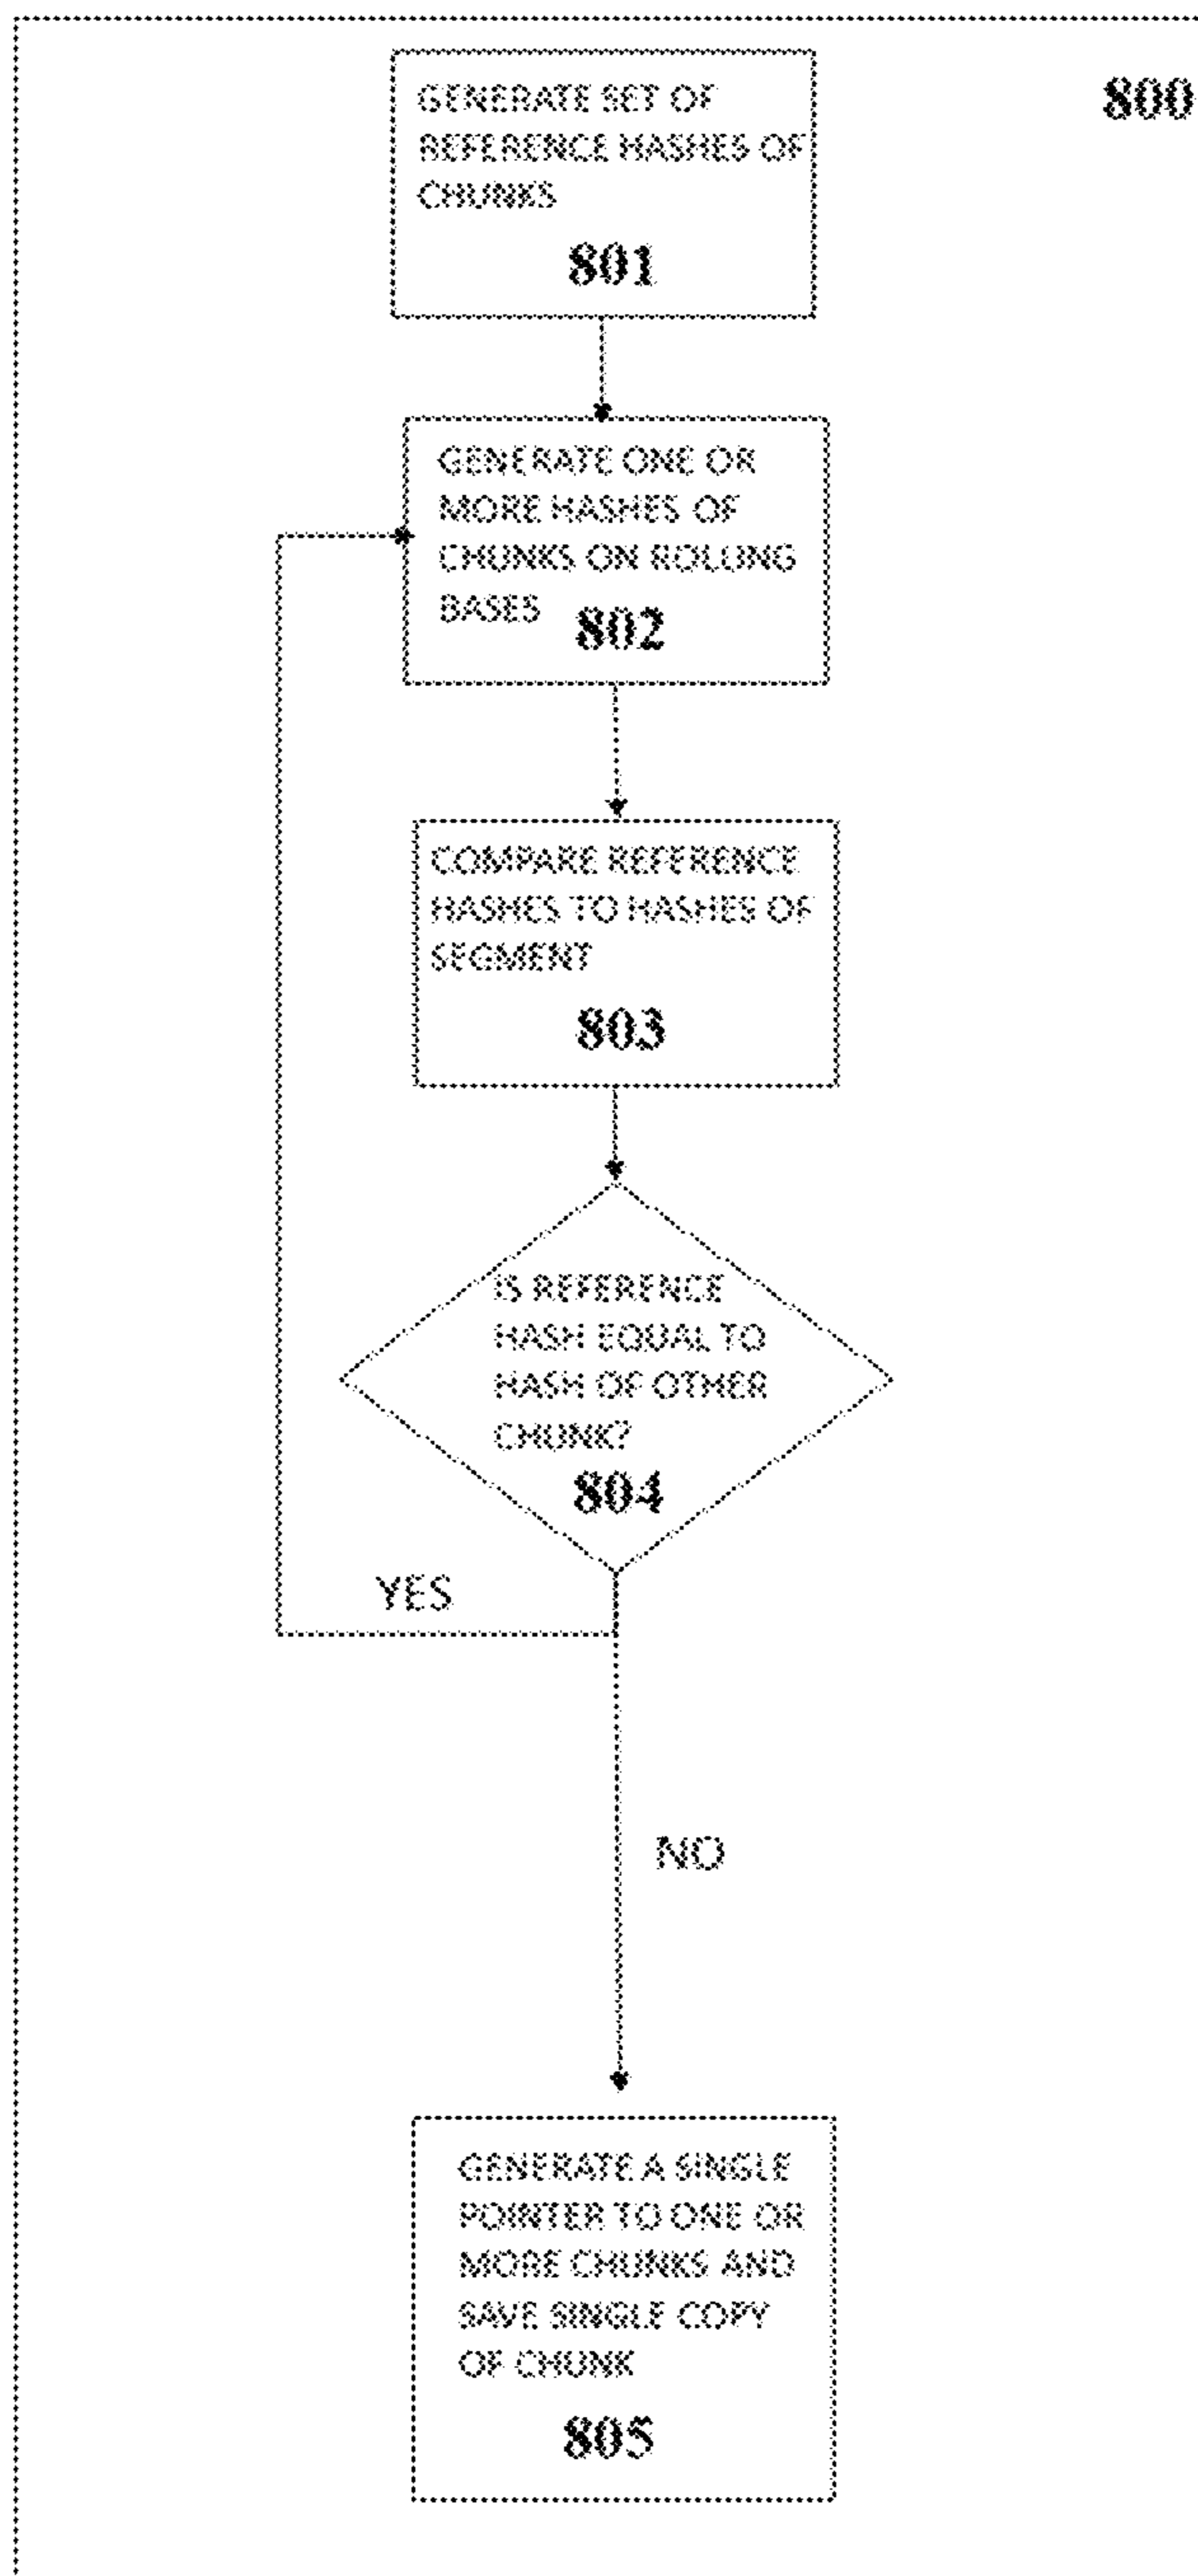 800
GENERATE SET OF
REFERENCE HASHES OF
CHUNKS
801
GENERATE ONE OR
MORE HASHES OF
CHUNKS ON ROLLING
BASES 802
COMPARE REFERENCE
HASHES TO HASHES OF
SEGMENT
803
IS REFERENCE
HASH EQUAL TO
HASH OF OTHER
CHUNK?
804
YES
NO
GENERATE A SINGLE
POINTER TO ONE OR
MORE CHUNKS AND
SAVE SINGLE COPY
OF CHUNK
805